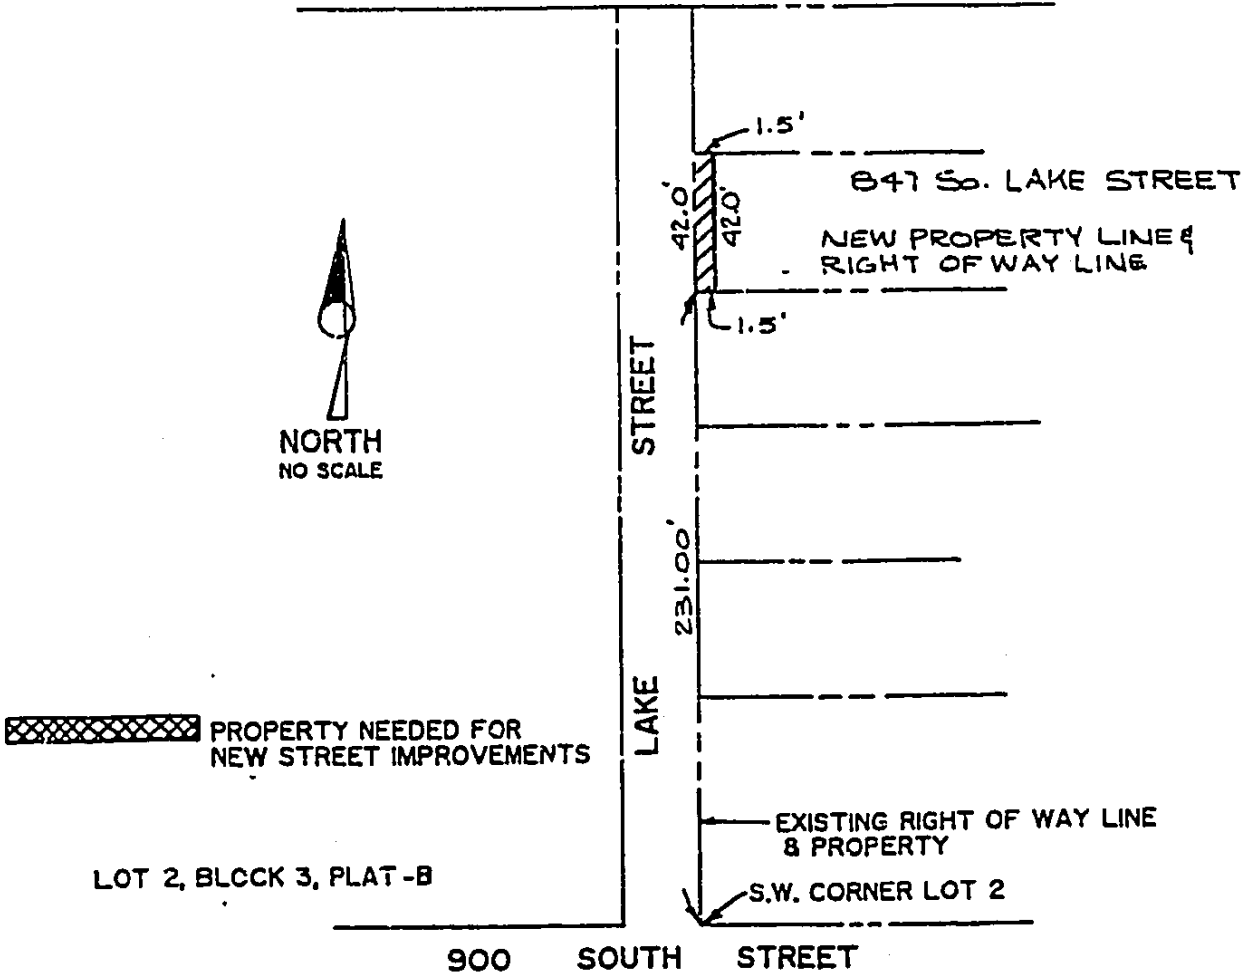 1.5'
847 So. LAKE STREET
42.0'
42.0'
NEW PROPERTY LINE &
RIGHT OF WAY LINE
1.5'
STREET
NORTH
NO SCALE
231.00'
LAKE
PROPERTY NEEDED FOR
NEW STREET IMPROVEMENTS
EXISTING RIGHT OF WAY LINE
& PROPERTY
LOT 2, BLOCK 3, PLAT-B
S.W. CORNER LOT 2
900 SOUTH STREET